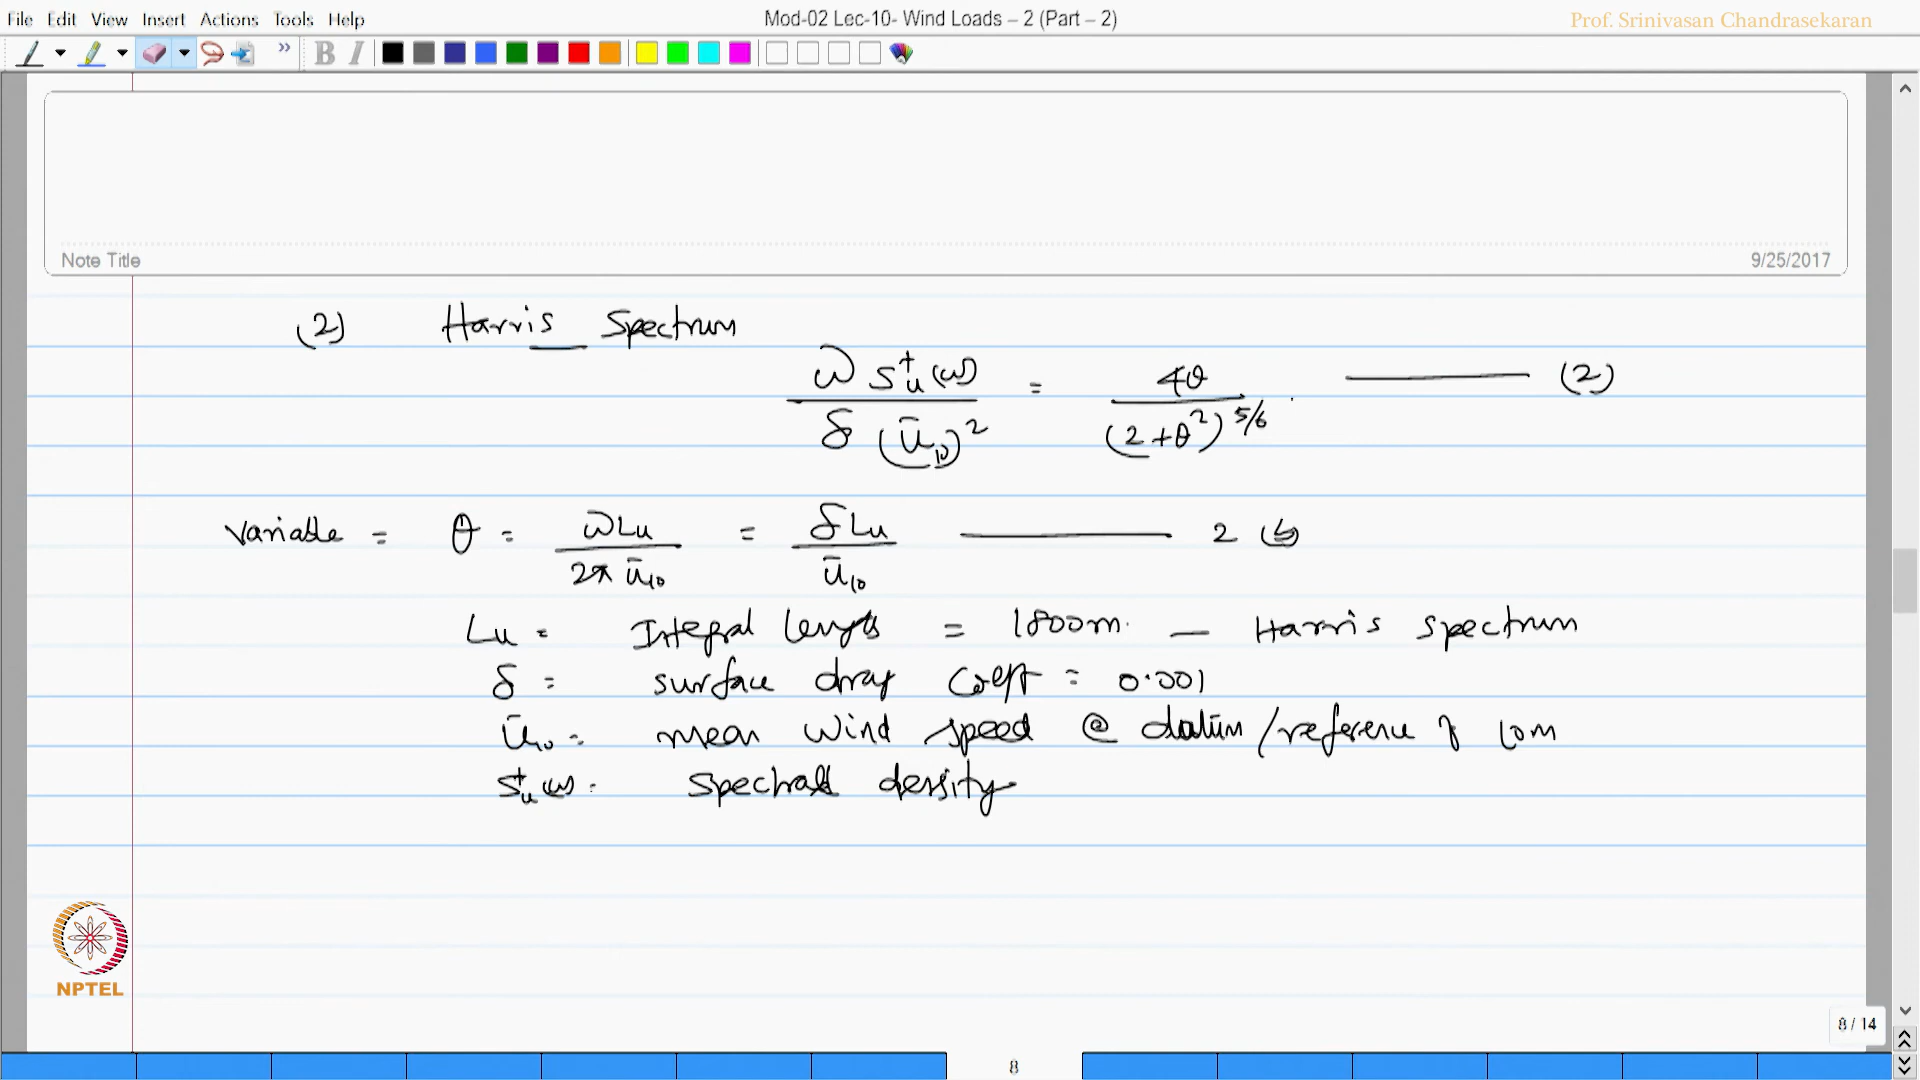 File Edit View Insert Actions Tools Help
Mod-02 Lec-10- Wind Loads – 2 (Part – 2)
Prof. Srinivasan Chandrasekaran
B I
Note Title
9/25/2017
(2) Harris Spectrum
ω S⁺ᵤ(ω) / δ (ū₁₀)² = 4θ / (2+θ²)^5/6 —— (2)
Variable = θ = ωLu / 2π ū₁₀ = δLu / ū₁₀ —— 2 (b)
Lu = Integral length = 1800m. — Harris spectrum
δ = surface drag coeft = 0.001
ū₁₀ = mean wind speed @ datum/reference of 10m
S⁺ᵤ(ω) = spectral density
NPTEL
8 / 14
8